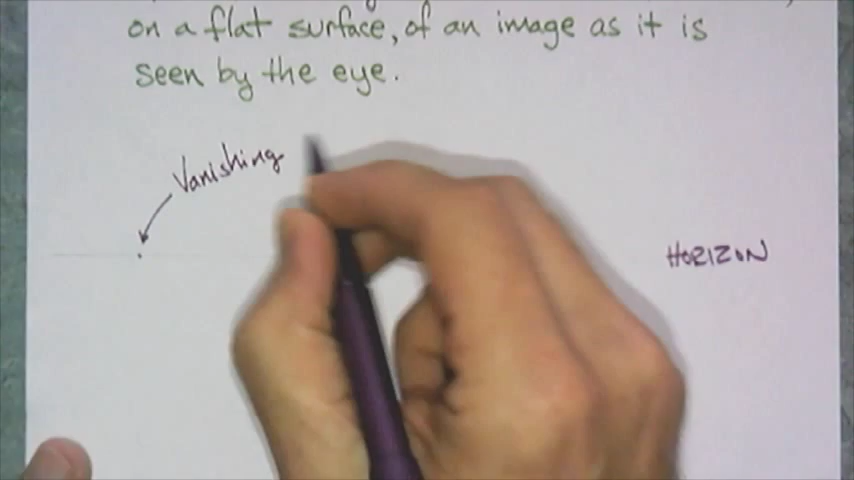 on a flat surface, of an image as it is
seen by the eye.
Vanishing
HORIZON